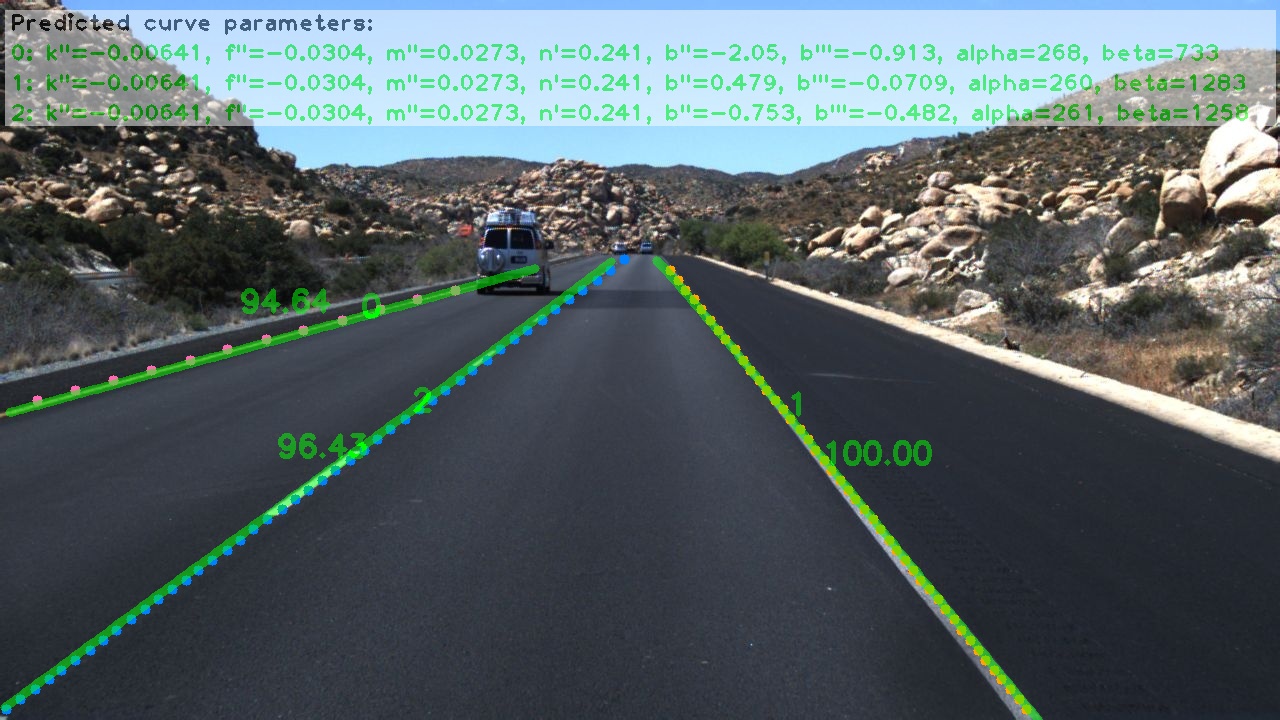 Predicted curve parameters:
0: k''=-0.00641, f''=-0.0304, m''=0.0273, n'=0.241, b''=-2.05, b'''=-0.913, alpha=268, beta=733
1: k''=-0.00641, f''=-0.0304, m''=0.0273, n'=0.241, b''=0.479, b'''=-0.0709, alpha=260, beta=1283
2: k''=-0.00641, f''=-0.0304, m''=0.0273, n'=0.241, b''=-0.753, b'''=-0.482, alpha=261, beta=1258
94.64 0
2
1
96.43
100.00